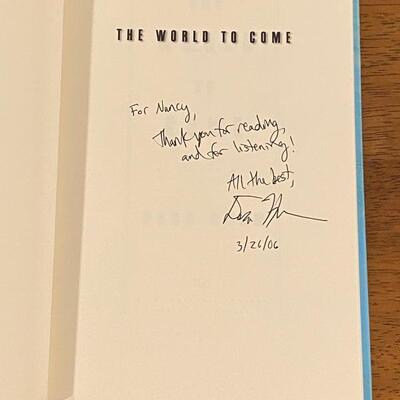 THE WORLD TO COME
For Nancy,
Thank you for reading,
and for listening!
All the best,
3/26/06